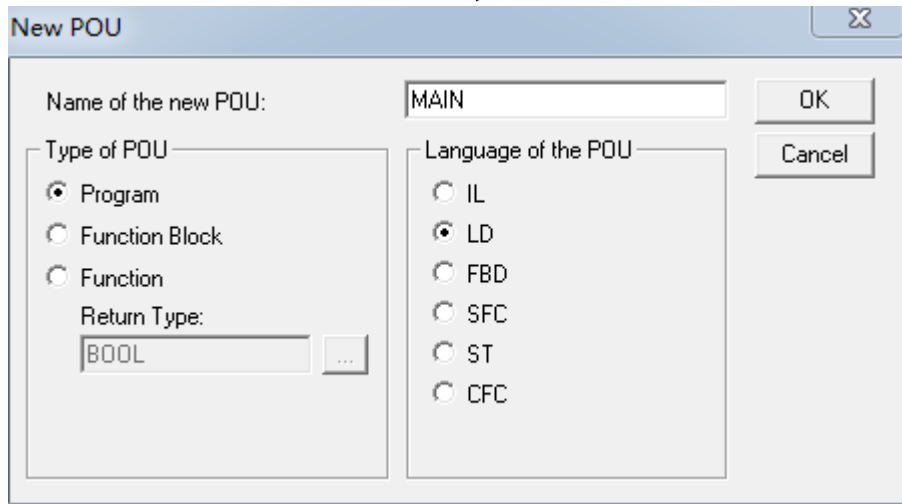 New POU
Name of the new POU:
MAIN
OK
Cancel
Type of POU
Program
Function Block
Function
Return Type:
BOOL
...
Language of the POU
IL
LD
FBD
SFC
ST
CFC